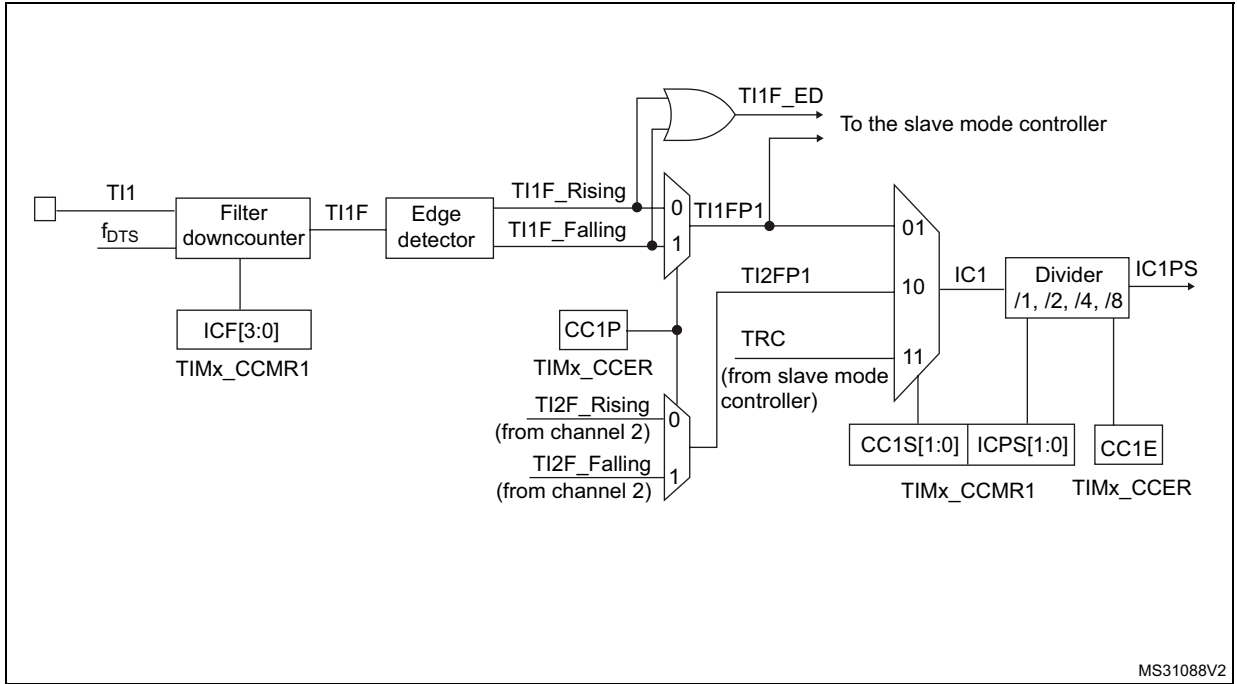 TI1F_ED
To the slave mode controller
TI1
f_DTS
Filter
downcounter
TI1F
Edge
detector
TI1F_Rising
TI1F_Falling
0
1
TI1FP1
ICF[3:0]
TIMx_CCMR1
CC1P
TIMx_CCER
TI2F_Rising
(from channel 2)
TI2F_Falling
(from channel 2)
0
1
TI2FP1
TRC
(from slave mode
controller)
01
10
11
IC1
Divider
/1, /2, /4, /8
IC1PS
CC1S[1:0]
ICPS[1:0]
TIMx_CCMR1
CC1E
TIMx_CCER
MS31088V2